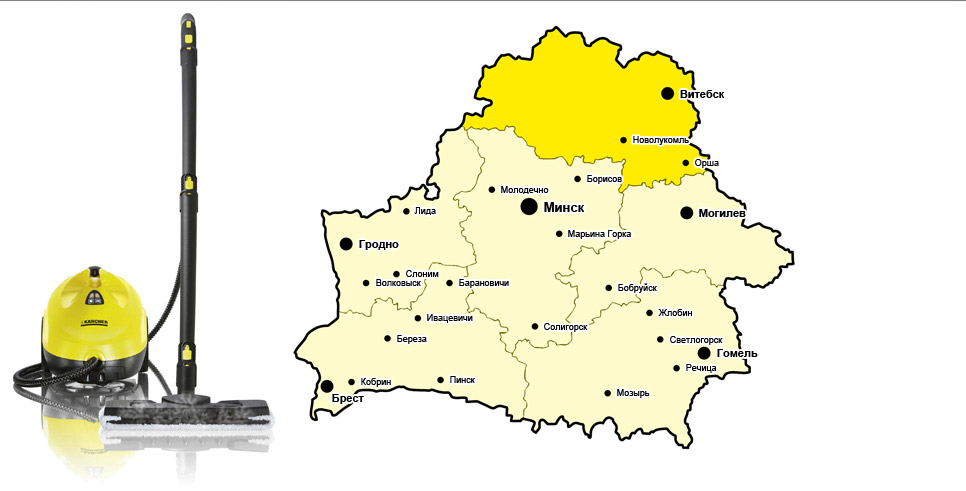 Витебск
Новолукомль
Орша
Борисов
Молодечно
Минск
Лида
Могилев
Марьина Горка
Гродно
Слоним
Волковыск
Барановичи
Бобруйск
Жлобин
Ивацевичи
Солигорск
KARCHER
Береза
Светлогорск
Гомель
Речица
Кобрин
Пинск
Брест
Мозырь